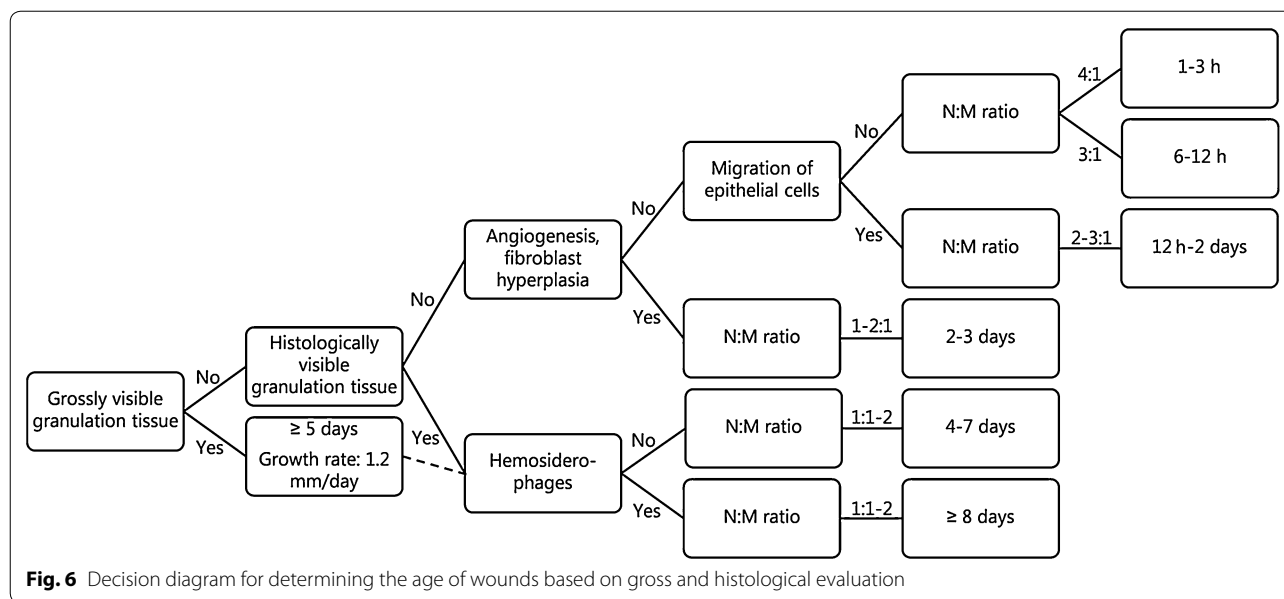 Grossly visible
granulation tissue
No
Yes
Histologically
visible
granulation tissue
≥ 5 days
Growth rate: 1.2
mm/day
No
Yes
Angiogenesis,
fibroblast
hyperplasia
Hemosidero-
phages
No
Yes
No
Yes
Migration of
epithelial cells
N:M ratio
N:M ratio
N:M ratio
No
Yes
1-2:1
1:1-2
1:1-2
N:M ratio
N:M ratio
2-3 days
4-7 days
≥ 8 days
4:1
3:1
2-3:1
1-3 h
6-12 h
12 h-2 days
Fig. 6 Decision diagram for determining the age of wounds based on gross and histological evaluation